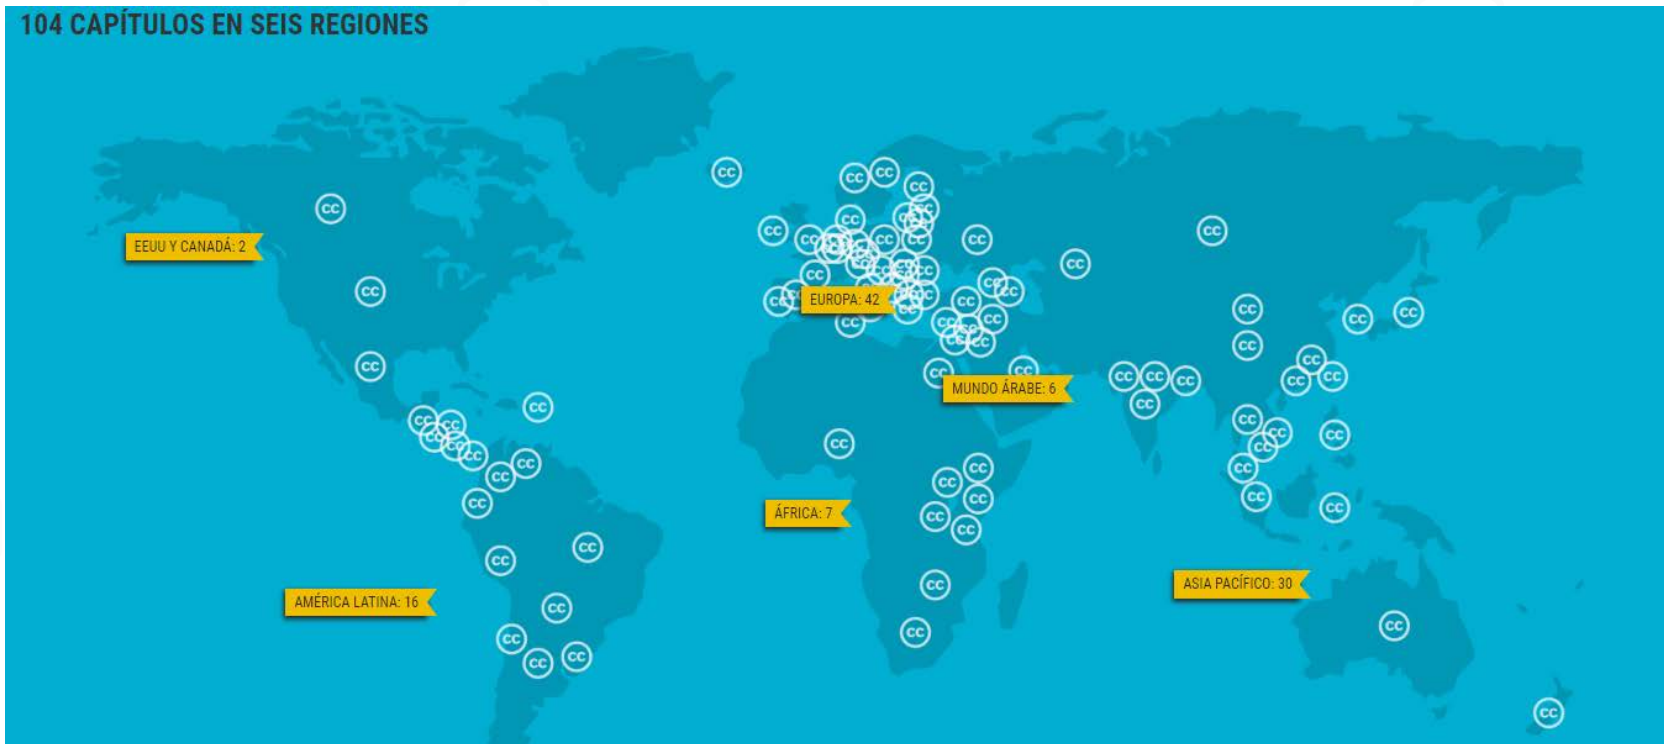 104 CAPÍTULOS EN SEIS REGIONES
EEUU Y CANADÁ: 2
EUROPA: 42
MUNDO ÁRABE: 6
ÁFRICA: 7
ASIA PACÍFICO: 30
AMÉRICA LATINA: 16